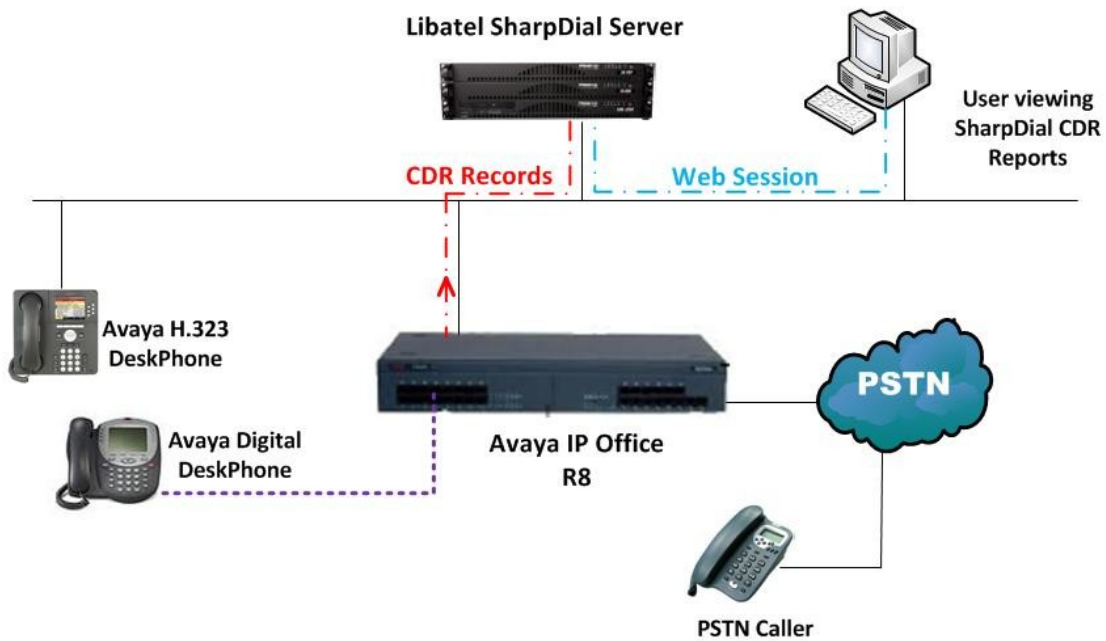 Libatel SharpDial Server
User viewing
SharpDial CDR
Reports
CDR Records
Web Session
Avaya H.323
DeskPhone
PSTN
Avaya Digital
DeskPhone
Avaya IP Office
R8
PSTN Caller